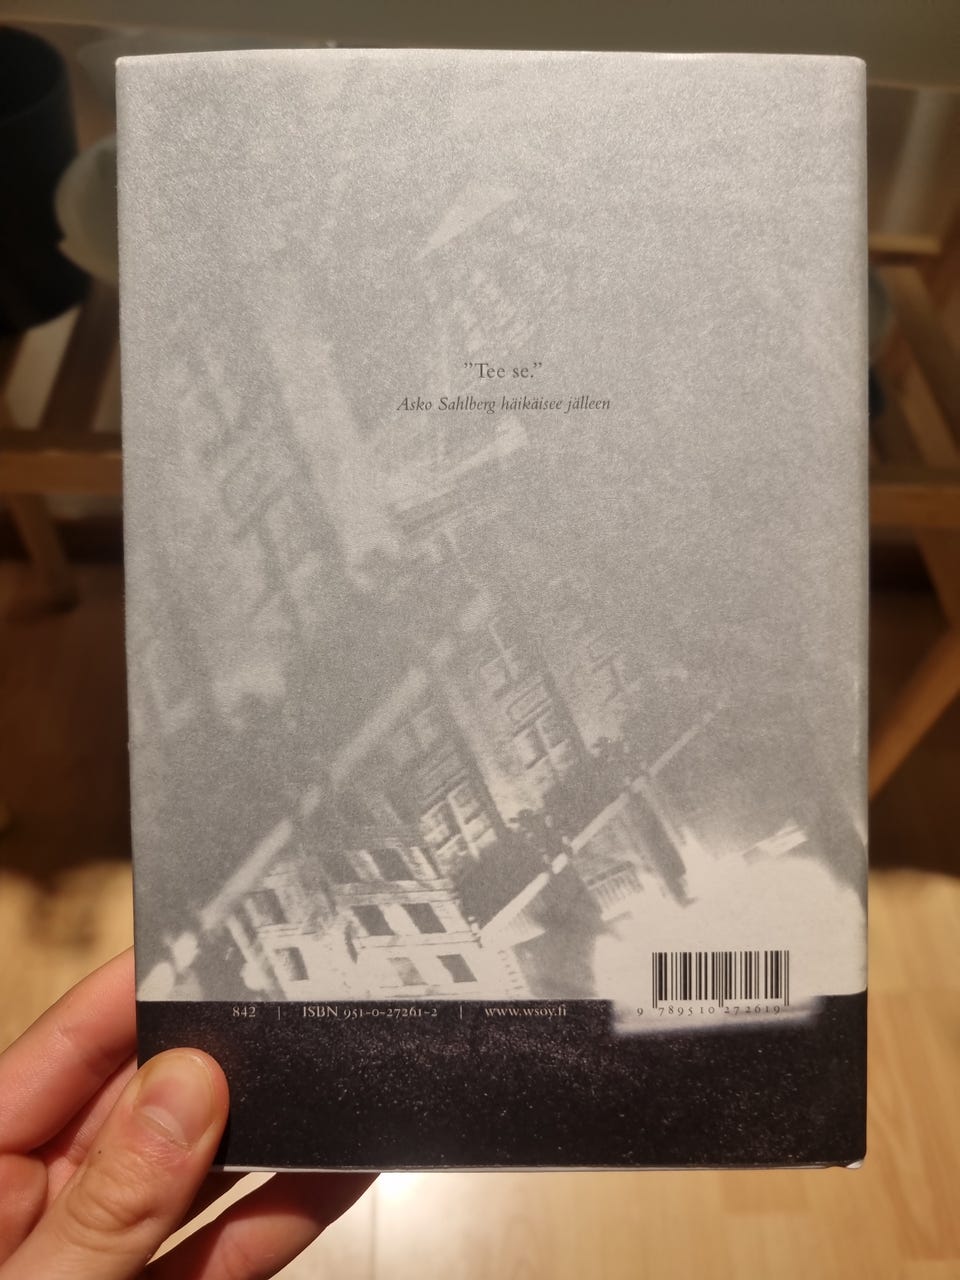 ”Tee se.”
Asko Sahlberg häikäisee jälleen
842 | ISBN 951-0-27261-2 | www.wsoy.fi
9 789510 272619